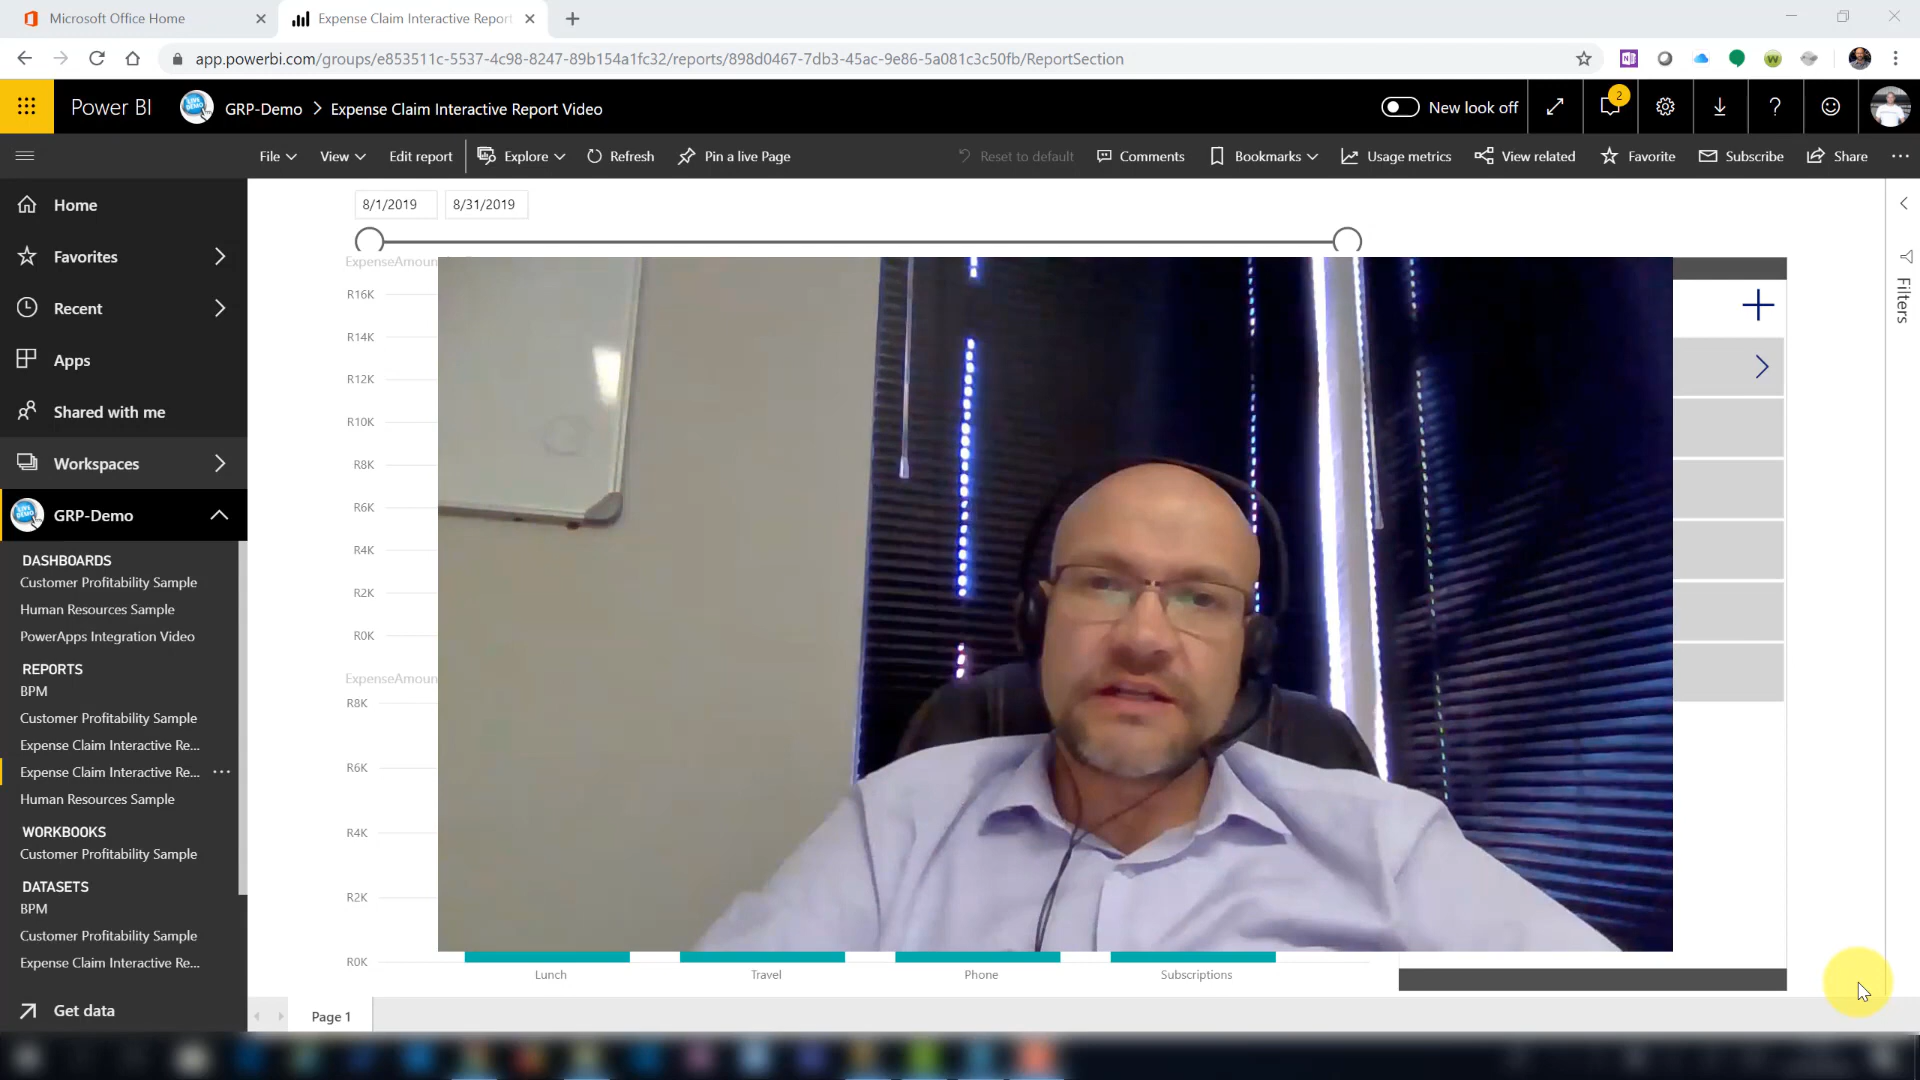 Microsoft Office Home
Expense Claim Interactive Report
app.powerbi.com/groups/e853511c-5537-4c98-8247-89b154a1fc32/reports/898d0467-7db3-45ac-9e86-5a081c3c50fb/ReportSection
Power BI
GRP-Demo > Expense Claim Interactive Report Video
New look off
2
File
View
Edit report
Explore
Refresh
Pin a live Page
Reset to default
Comments
Bookmarks
Usage metrics
View related
Favorite
Subscribe
Share
Home
Favorites
Recent
Apps
Shared with me
Workspaces
GRP-Demo
DASHBOARDS
Customer Profitability Sample
Human Resources Sample
PowerApps Integration Video
REPORTS
BPM
Customer Profitability Sample
Expense Claim Interactive Re...
Expense Claim Interactive Re...
Human Resources Sample
WORKBOOKS
Customer Profitability Sample
DATASETS
BPM
Customer Profitability Sample
Expense Claim Interactive Re...
Get data
8/1/2019
8/31/2019
ExpenseAmoun
R16K
R14K
R12K
R10K
R8K
R6K
R4K
R2K
R0K
ExpenseAmoun
R8K
R6K
R4K
R2K
R0K
Lunch
Travel
Phone
Subscriptions
Filters
Page 1